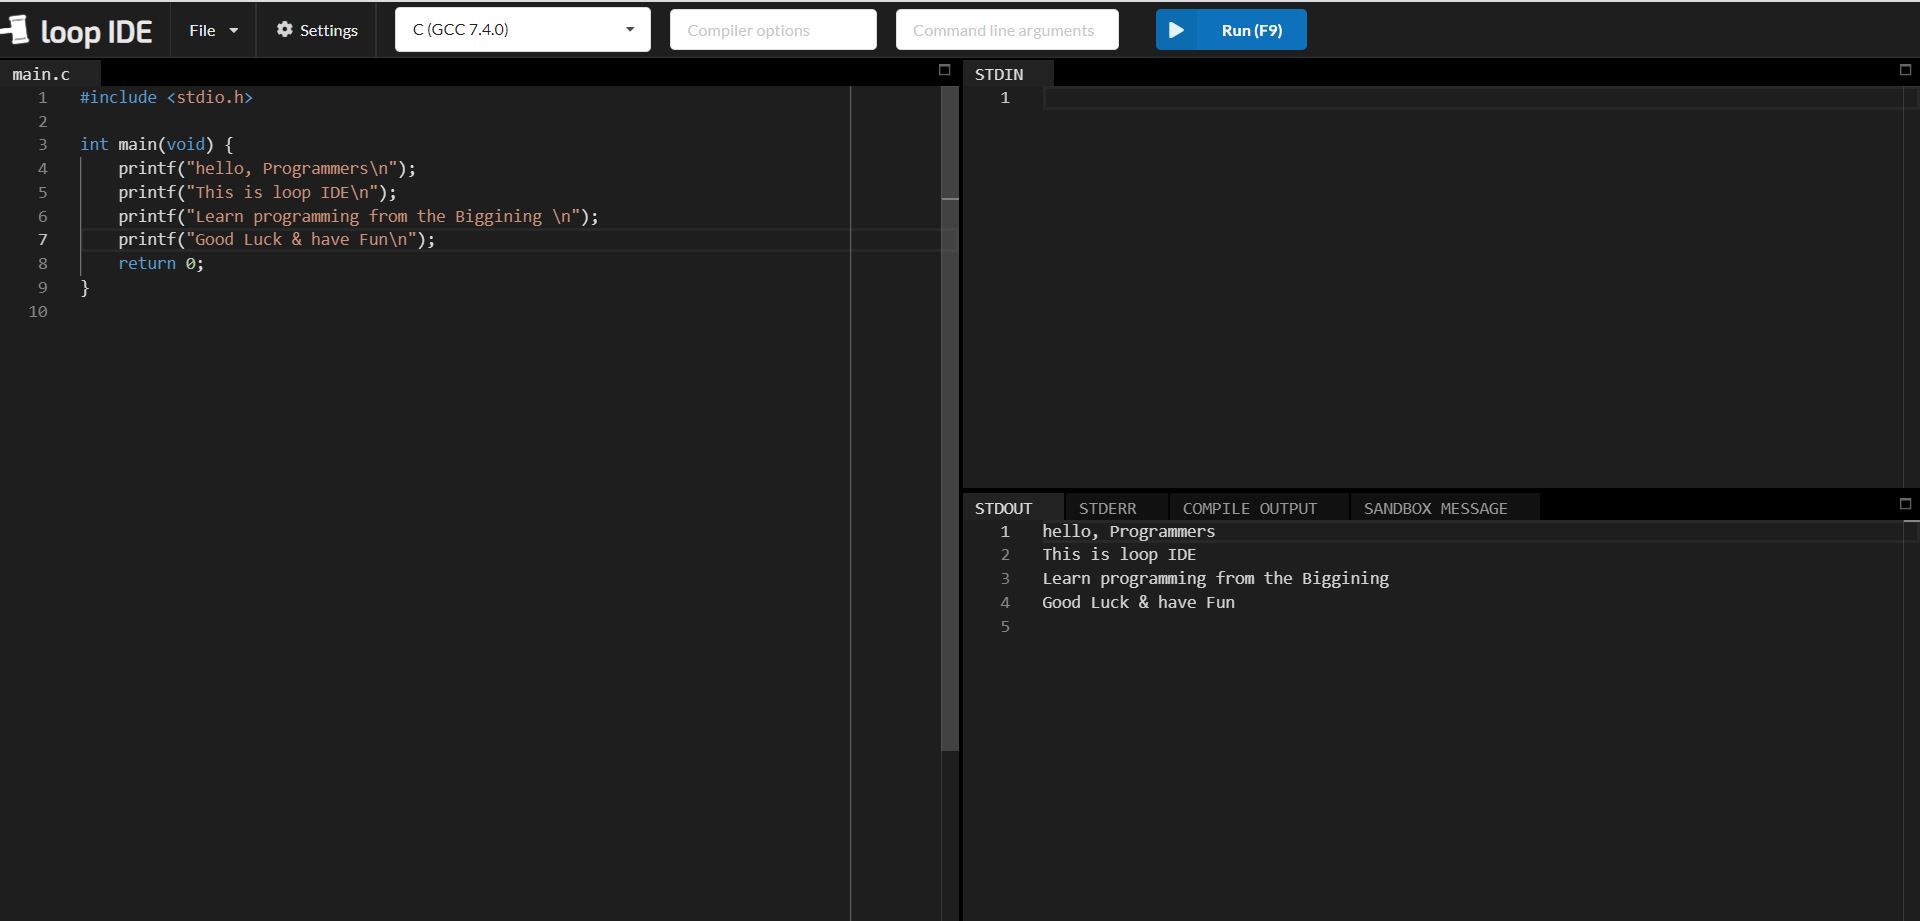 loop IDE File Settings C (GCC 7.4.0) Compiler options Command line arguments Run (F9)
main.c
1 #include <stdio.h>
2
3 int main(void) {
4     printf("hello, Programmers\n");
5     printf("This is loop IDE\n");
6     printf("Learn programming from the Biggining \n");
7     printf("Good Luck & have Fun\n");
8     return 0;
9 }
10
STDIN
1
STDOUT STDERR COMPILE OUTPUT SANDBOX MESSAGE
1 hello, Programmers
2 This is loop IDE
3 Learn programming from the Biggining
4 Good Luck & have Fun
5